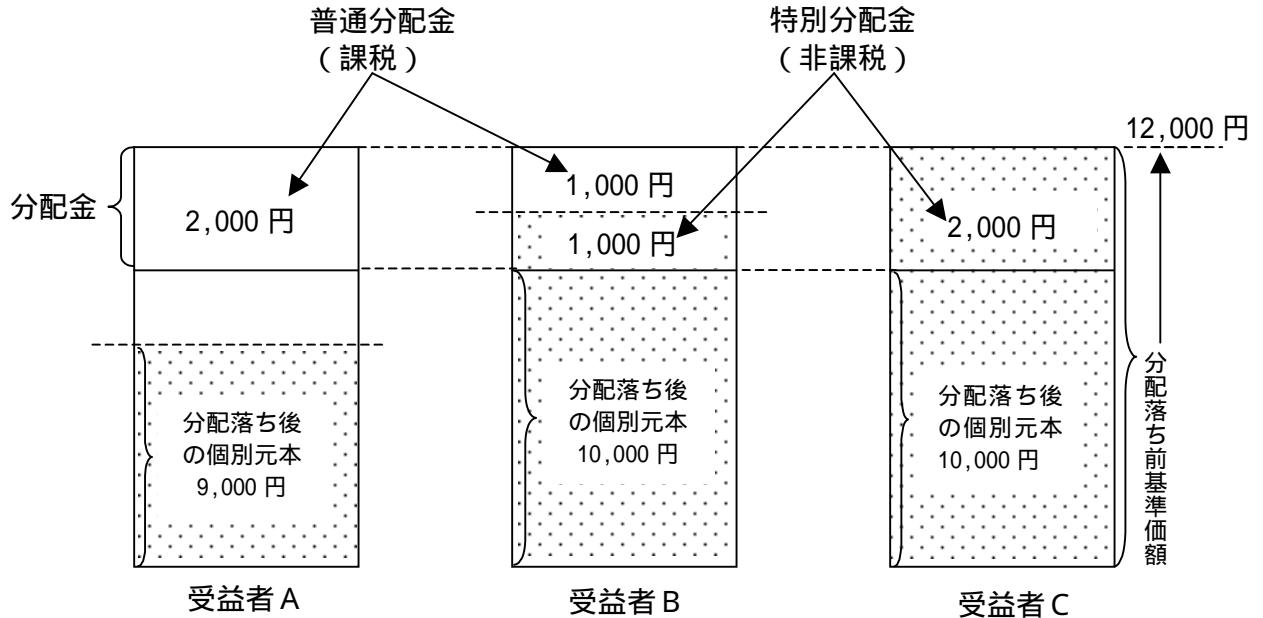 普通分配金
（課税）
特別分配金
（非課税）
12,000 円
分配金
2,000 円
1,000 円
1,000 円
2,000 円
分配落ち後
の個別元本
9,000 円
分配落ち後
の個別元本
10,000 円
分配落ち後
の個別元本
10,000 円
分配落ち前基準価額
受益者A
受益者B
受益者C